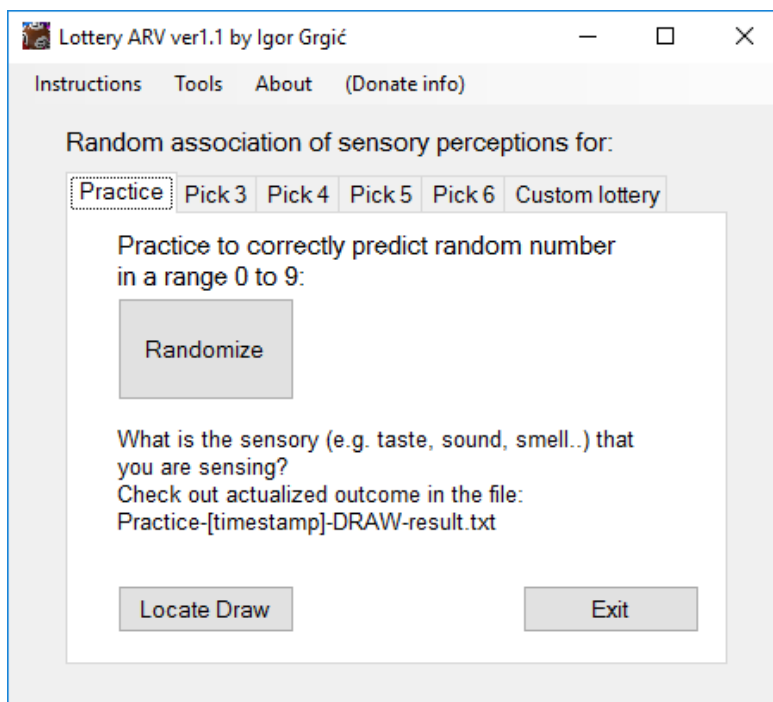 Lottery ARV ver1.1 by Igor Grgić
Instructions Tools About (Donate info)
Random association of sensory perceptions for:
Practice Pick 3 Pick 4 Pick 5 Pick 6 Custom lottery
Practice to correctly predict random number
in a range 0 to 9:
Randomize
What is the sensory (e.g. taste, sound, smell..) that
you are sensing?
Check out actualized outcome in the file:
Practice-[timestamp]-DRAW-result.txt
Locate Draw Exit